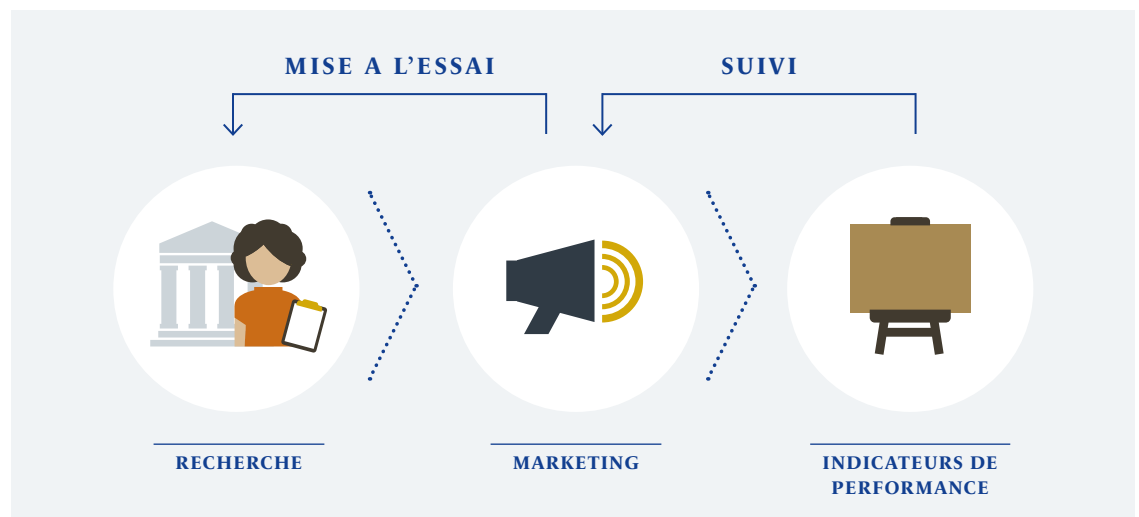 MISE A L’ESSAI
SUIVI
RECHERCHE
MARKETING
INDICATEURS DE
PERFORMANCE